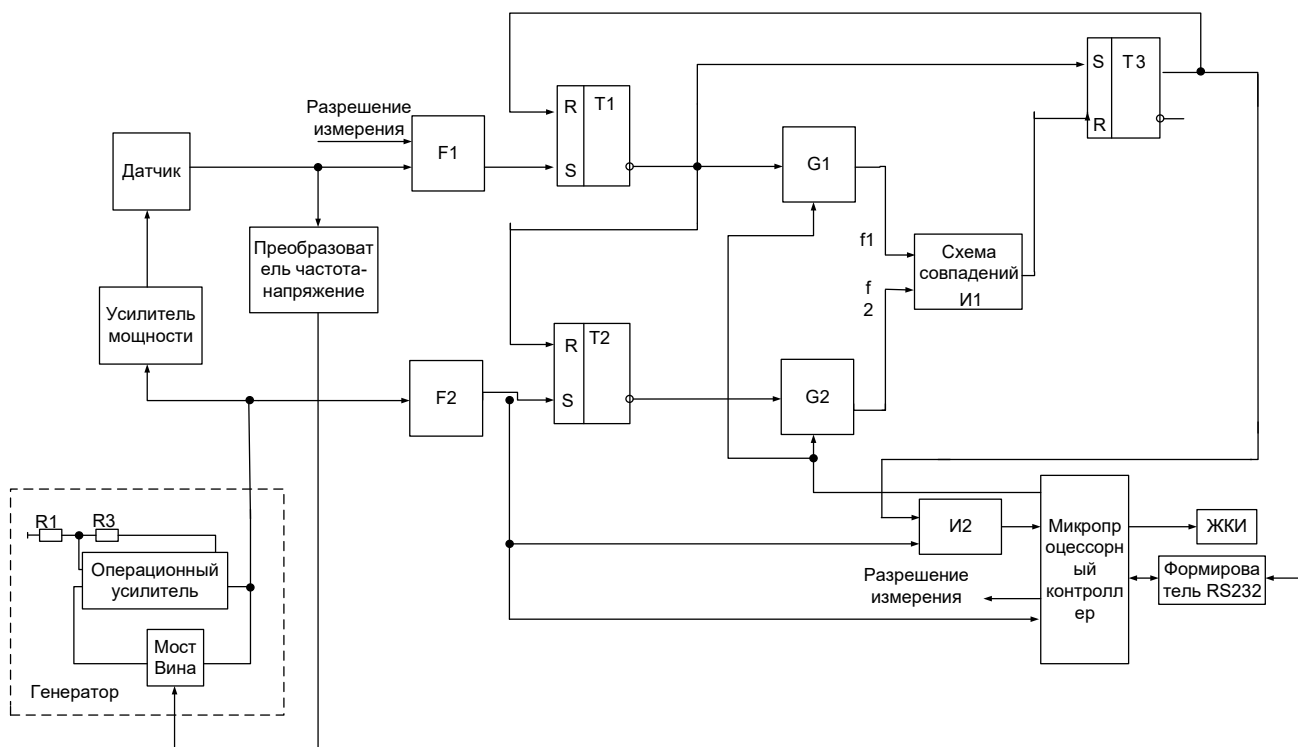 S
T3
R
Разрешение
измерения
R
T1
S
F1
G1
Датчик
f1
Преобразоват
ель частота-
напряжение
Схема
совпадений
И1
f
2
Усилитель
мощности
R
T2
S
F2
G2
R1
R3
Операционный
усилитель
Мост
Вина
Генератор
И2
Микропр
оцессорн
ый
контролл
ер
ЖКИ
Формирова
тель RS232
Разрешение
измерения